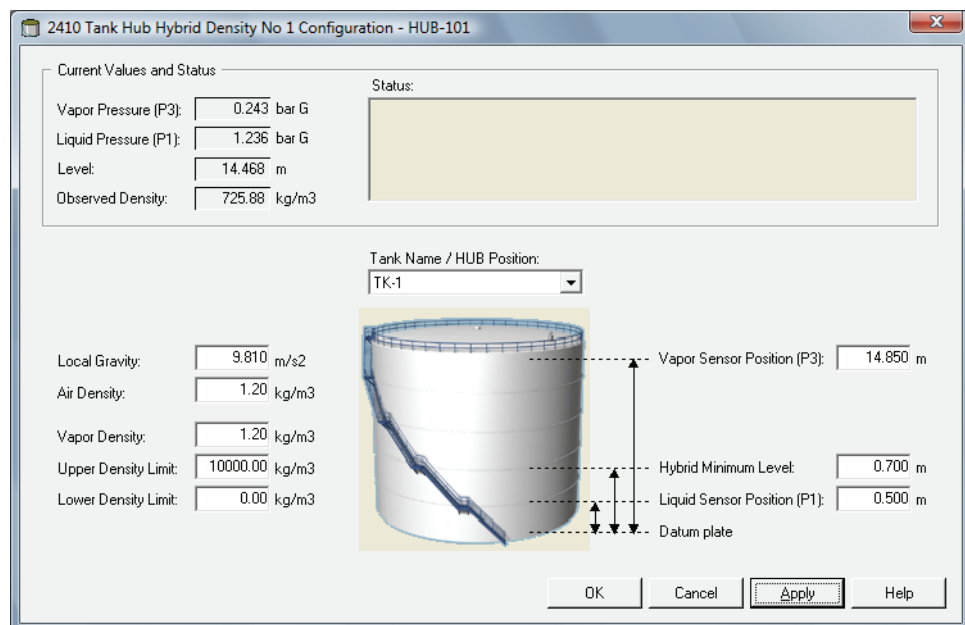 2410 Tank Hub Hybrid Density No 1 Configuration - HUB-101
Current Values and Status
Vapor Pressure (P3): 0.243 bar G
Liquid Pressure (P1): 1.236 bar G
Level: 14.468 m
Observed Density: 725.88 kg/m3
Status:
Tank Name / HUB Position:
TK-1
Local Gravity: 9.810 m/s2
Air Density: 1.20 kg/m3
Vapor Density: 1.20 kg/m3
Upper Density Limit: 10000.00 kg/m3
Lower Density Limit: 0.00 kg/m3
Vapor Sensor Position (P3): 14.850 m
Hybrid Minimum Level: 0.700 m
Liquid Sensor Position (P1): 0.500 m
Datum plate
OK Cancel Apply Help